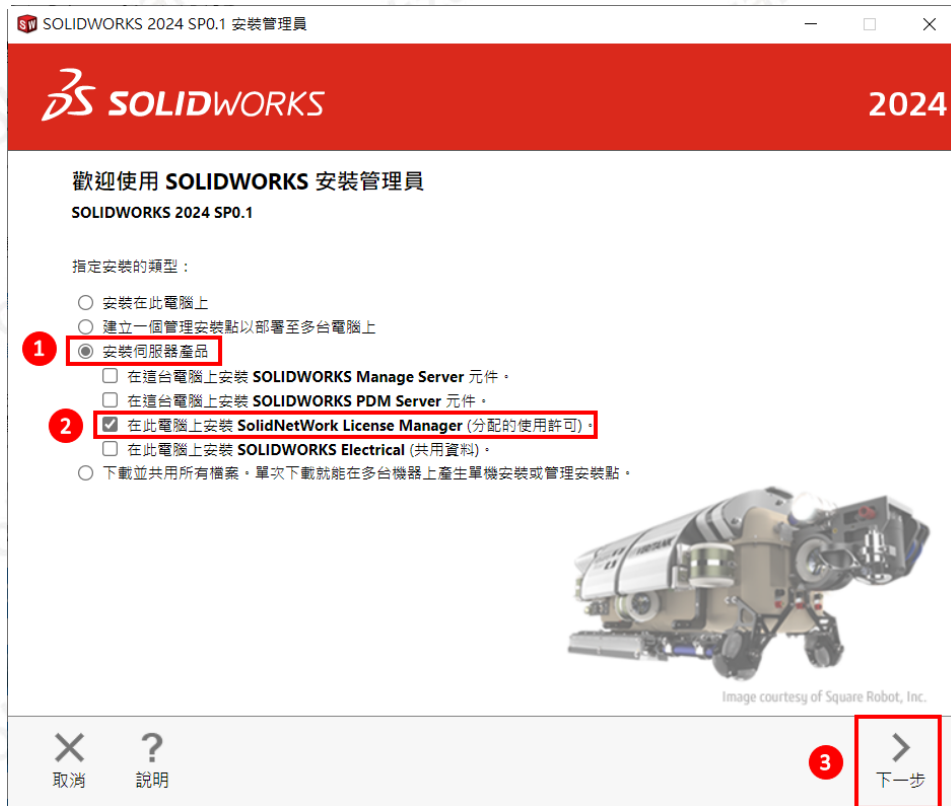 SW SOLIDWORKS 2024 SP0.1 安裝管理員
3S SOLIDWORKS 2024
歡迎使用 SOLIDWORKS 安裝管理員
SOLIDWORKS 2024 SP0.1
指定安裝的類型：
安裝在此電腦上
建立一個管理安裝點以部署至多台電腦上
1 安裝伺服器產品
在這台電腦上安裝 SOLIDWORKS Manage Server 元件。
在這台電腦上安裝 SOLIDWORKS PDM Server 元件。
2 在此電腦上安裝 SolidNetWork License Manager (分配的使用許可)。
在此電腦上安裝 SOLIDWORKS Electrical (共用資料)。
下載並共用所有檔案。單次下載就能在多台機器上產生單機安裝或管理安裝點。
Image courtesy of Square Robot, Inc.
取消 ? 說明 3 下一步